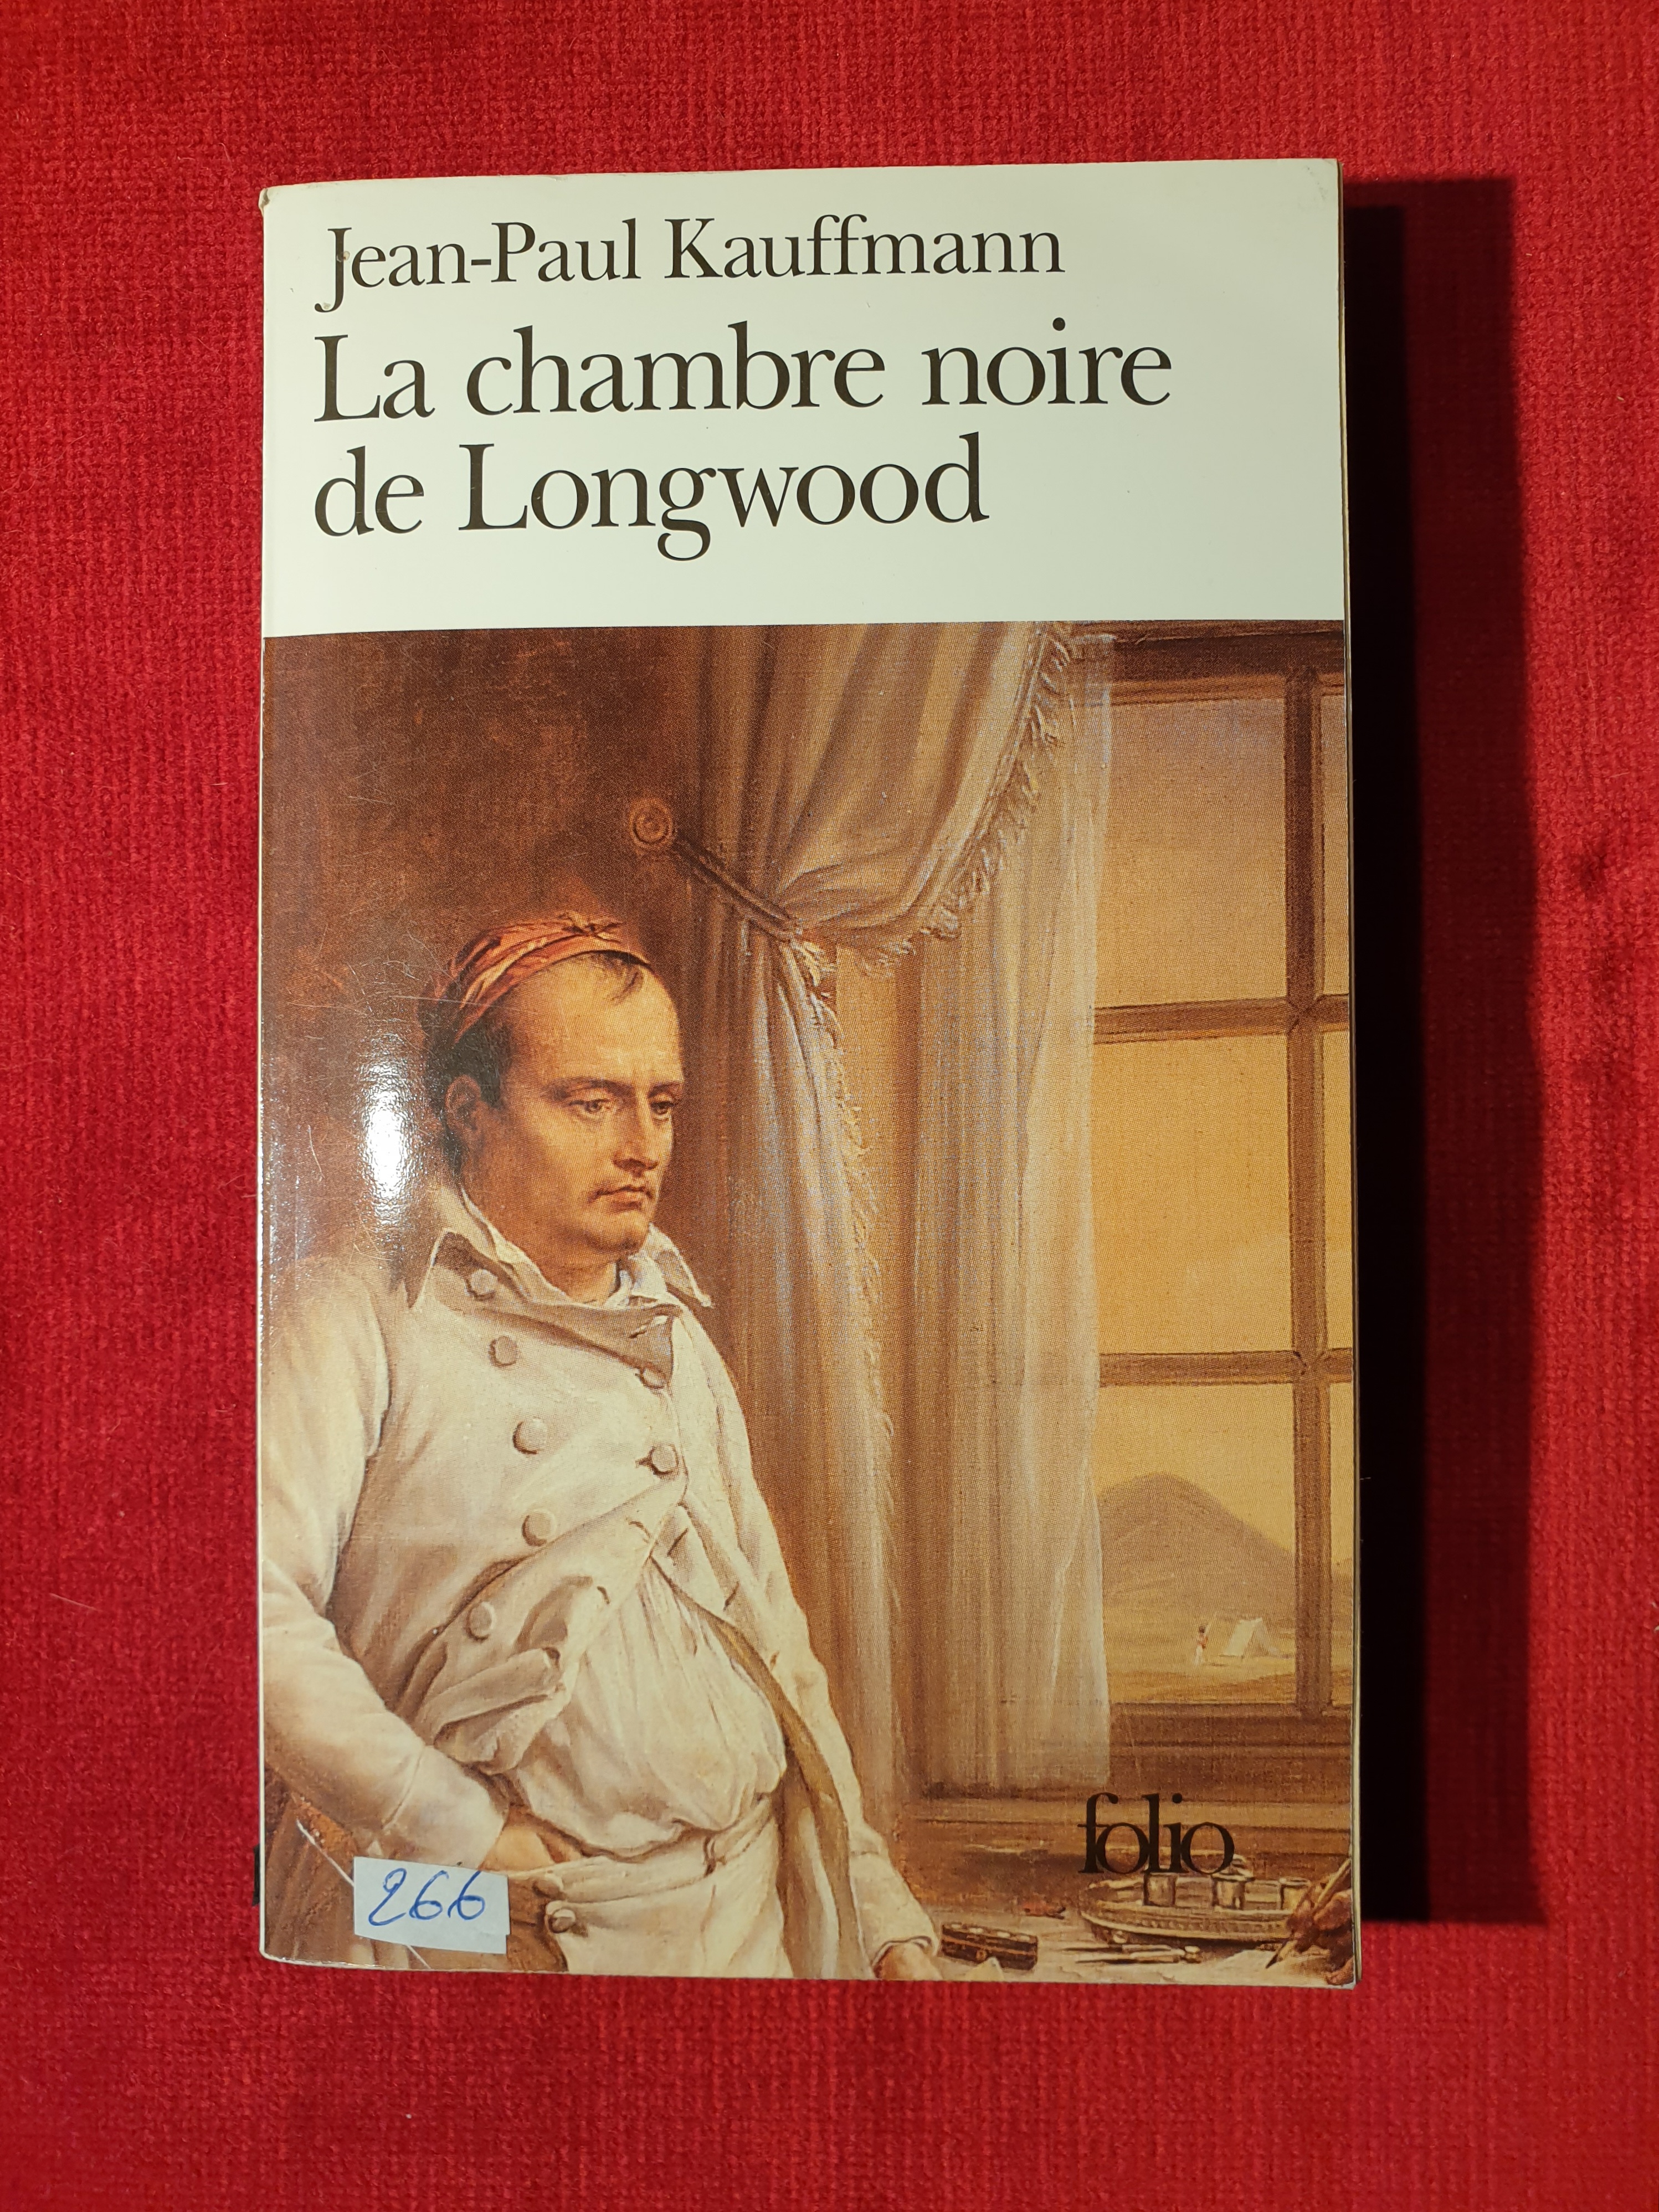 Jean-Paul Kauffmann
La chambre noire
de Longwood
folio
266